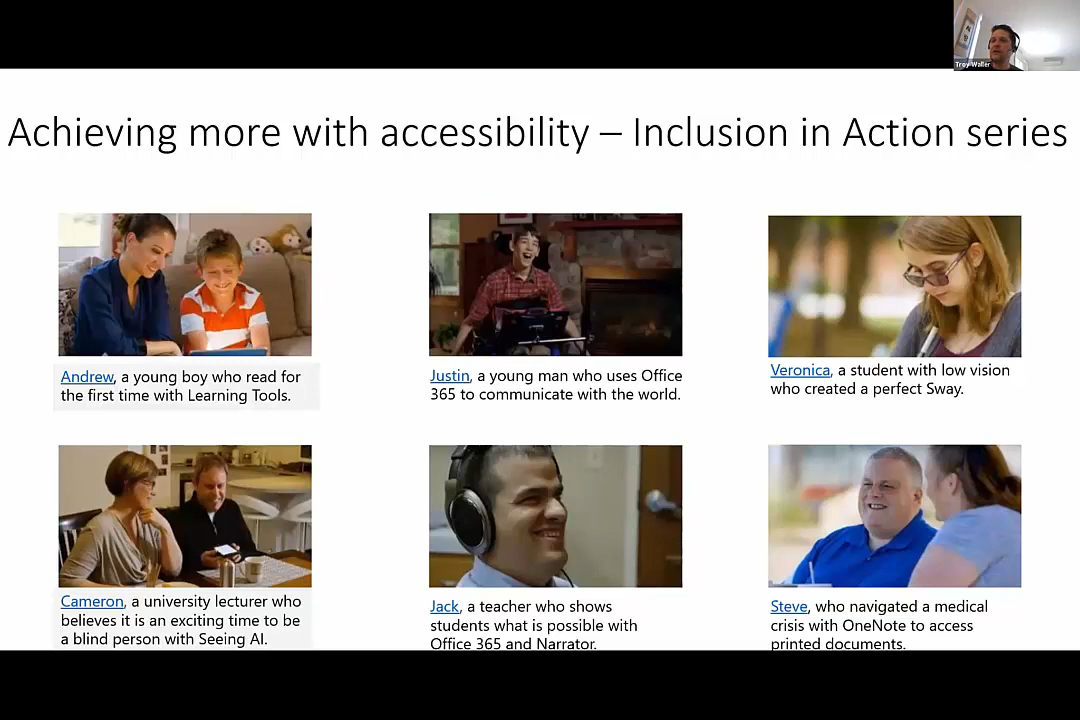 Troy Waller
Achieving more with accessibility – Inclusion in Action series
Andrew, a young boy who read for
the first time with Learning Tools.
Justin, a young man who uses Office
365 to communicate with the world.
Veronica, a student with low vision
who created a perfect Sway.
Cameron, a university lecturer who
believes it is an exciting time to be
a blind person with Seeing AI.
Jack, a teacher who shows
students what is possible with
Office 365 and Narrator.
Steve, who navigated a medical
crisis with OneNote to access
printed documents.